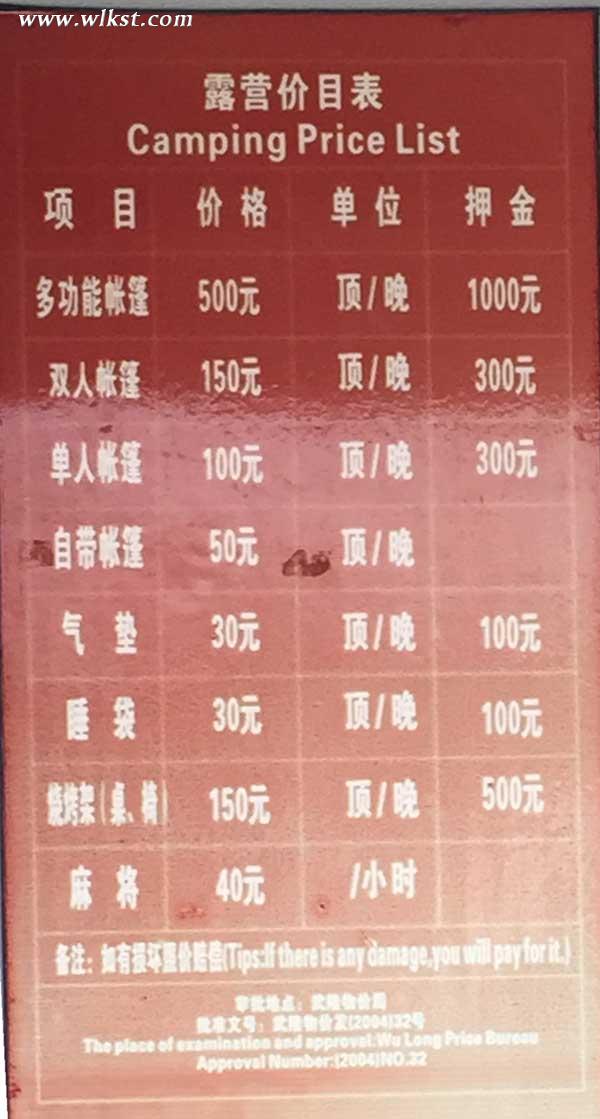 www.wlkst.com
露营价目表
Camping Price List
项 目 价 格 单 位 押 金
多功能帐篷 500元 顶/晚 1000元
双人帐篷 150元 顶/晚 300元
单人帐篷 100元 顶/晚 300元
自带帐篷 50元 顶/晚
气 垫 30元 顶/晚 100元
睡 袋 30元 顶/晚 100元
烧烤架(桌、椅) 150元 顶/晚 500元
麻 将 40元 /小时
备注：如有损坏照价赔偿(Tips:If there is any damage,you will pay for it.)
审批地点：武隆物价局
批准文号：武隆物价发(2004)32号
The place of examination and approval:Wu Long Price Bureau
Approval Number:(2004)NO.32